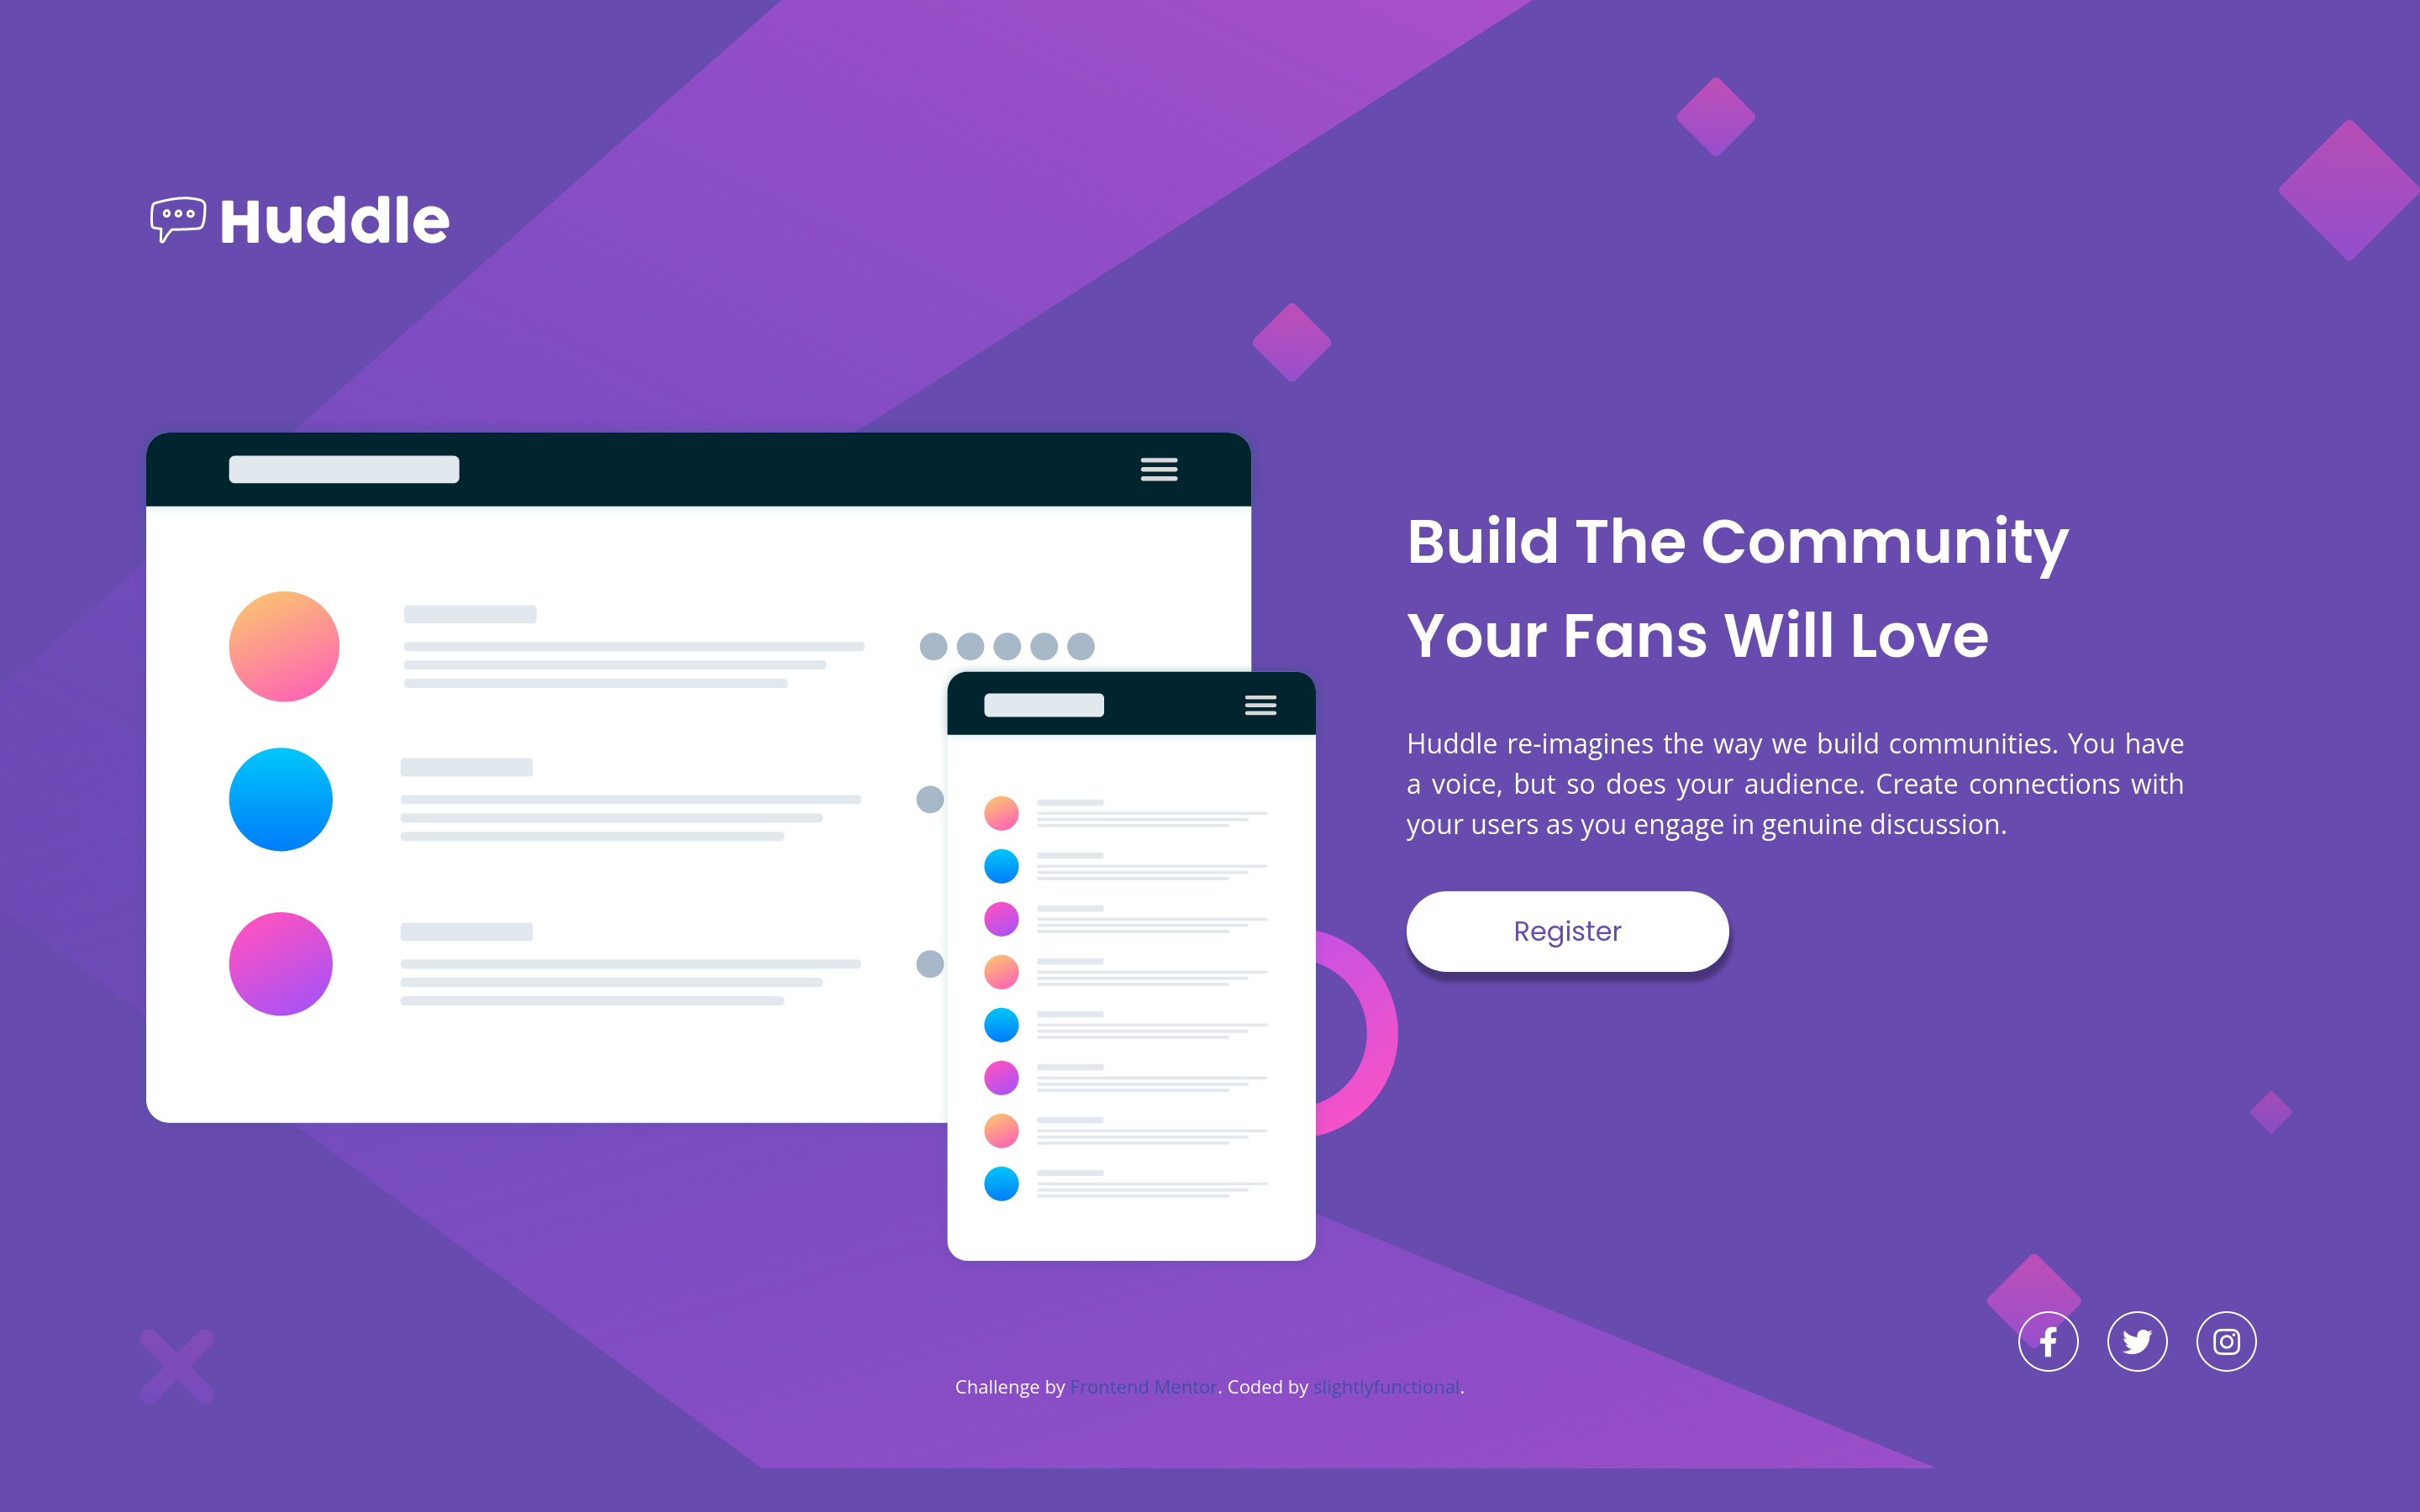 Huddle
Build The Community
Your Fans Will Love
Huddle re-imagines the way we build communities. You have
a voice, but so does your audience. Create connections with
your users as you engage in genuine discussion.
Register
Challenge by Frontend Mentor. Coded by slightlyfunctional.